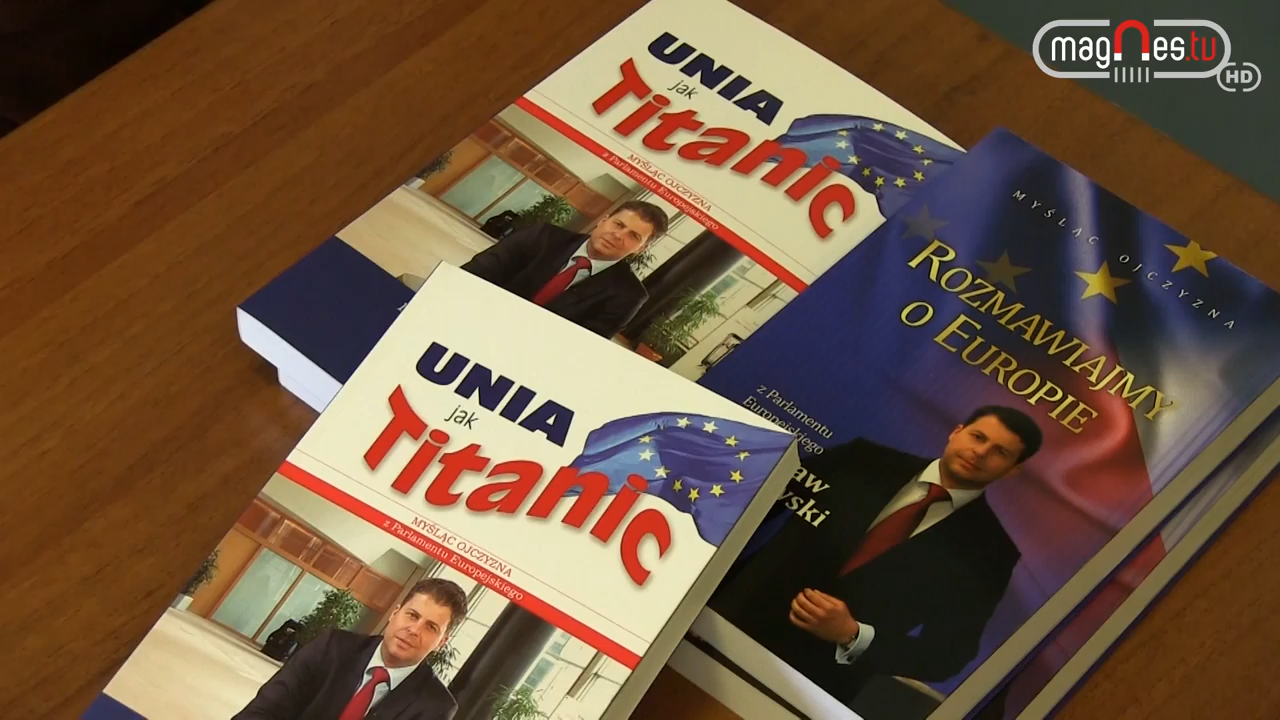 magnes.tv
HD
UNIA
jak
Titanic
MYŚLĄC OJCZYZNA
z Parlamentu Europejskiego
MYŚLĄC OJCZYZNA
ROZMAWIAJMY
O EUROPIE
z Parlamentu
Europejskiego
UNIA
jak
Titanic
MYŚLĄC OJCZYZNA
z Parlamentu Europejskiego